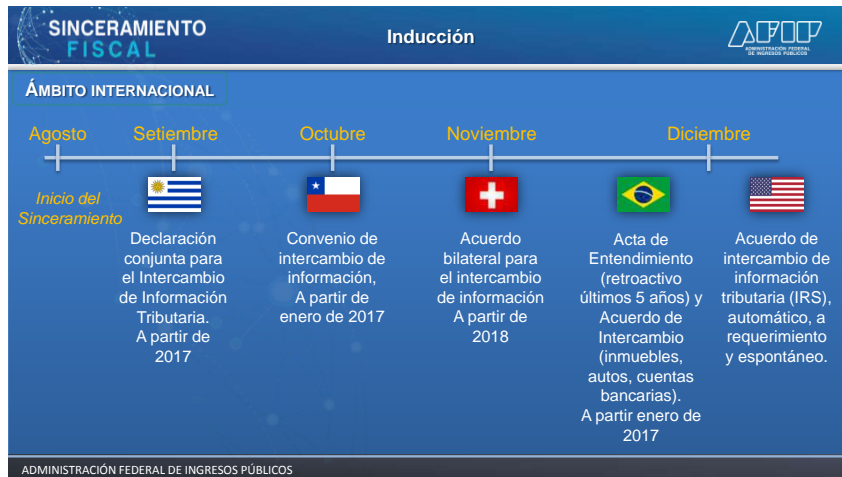 SINCERAMIENTO
FISCAL
Inducción
AFIP
ADMINISTRACIÓN FEDERAL
DE INGRESOS PÚBLICOS
ÁMBITO INTERNACIONAL
Agosto
Setiembre
Octubre
Noviembre
Diciembre
Inicio del
Sinceramiento
Declaración
conjunta para
el Intercambio
de Información
Tributaria.
A partir de
2017
Convenio de
intercambio de
información,
A partir de
enero de 2017
Acuerdo
bilateral para
el intercambio
de información
A partir de
2018
Acta de
Entendimiento
(retroactivo
últimos 5 años) y
Acuerdo de
Intercambio
(inmuebles,
autos, cuentas
bancarias).
A partir enero de
2017
Acuerdo de
intercambio de
información
tributaria (IRS),
automático, a
requerimiento
y espontáneo.
ADMINISTRACIÓN FEDERAL DE INGRESOS PÚBLICOS